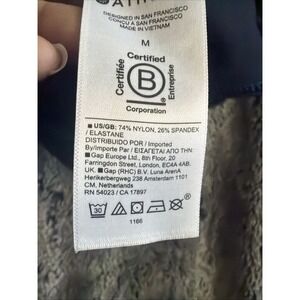 DESIGNED IN SAN FRANCISCO
CONÇU A SAN FRANCISCO
MADE IN VIETNAM
M
Certified
Certifiée
B
Entreprise
Corporation
■ US/GB: 74% NYLON, 26% SPANDEX
/ ELASTANE
DISTRIBUIDO POR / Imported
By/Importe Par / ΕΙΣΑΓΕΤΑΙ ΑΠΟ ΤΗΝ:
■ Gap Europe Ltd., 8th Floor, 20
Farringdon Street, London, EC4A 4AB.
UK. ■ Gap (RHC) B.V. Luna ArenA
Herikerbergweg 238 Amsterdam 1101
CM. Netherlands
RN 54023 / CA 17897
30
1166